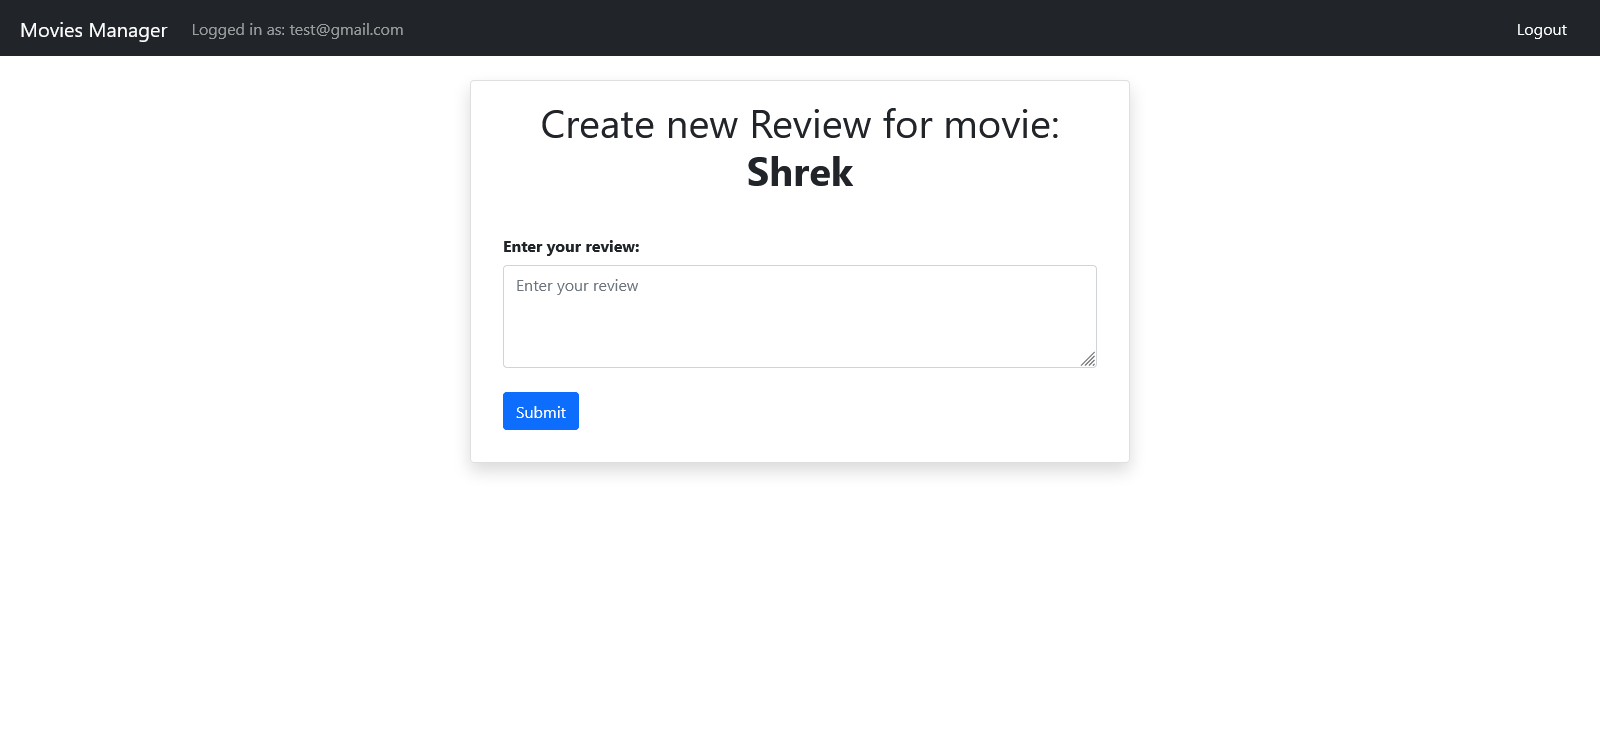 Movies Manager Logged in as: test@gmail.com Logout
Create new Review for movie:
Shrek
Enter your review:
Enter your review
Submit